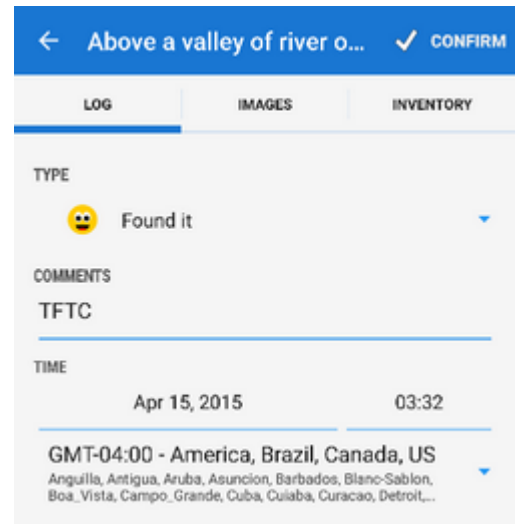 Above a valley of river o... CONFIRM
LOG IMAGES INVENTORY
TYPE
Found it
COMMENTS
TFTC
TIME
Apr 15, 2015 03:32
GMT-04:00 - America, Brazil, Canada, US
Anguilla, Antigua, Aruba, Asuncion, Barbados, Blanc-Sablon,
Boa_Vista, Campo_Grande, Cuba, Cuiaba, Curacao, Detroit,...